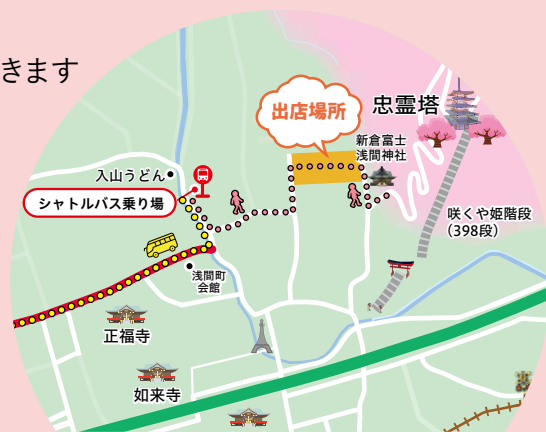 きます
出店場所
忠霊塔
新倉富士
浅間神社
入山うどん
シャトルバス乗り場
咲くや姫階段
（398段）
浅間町
会館
正福寺
如来寺